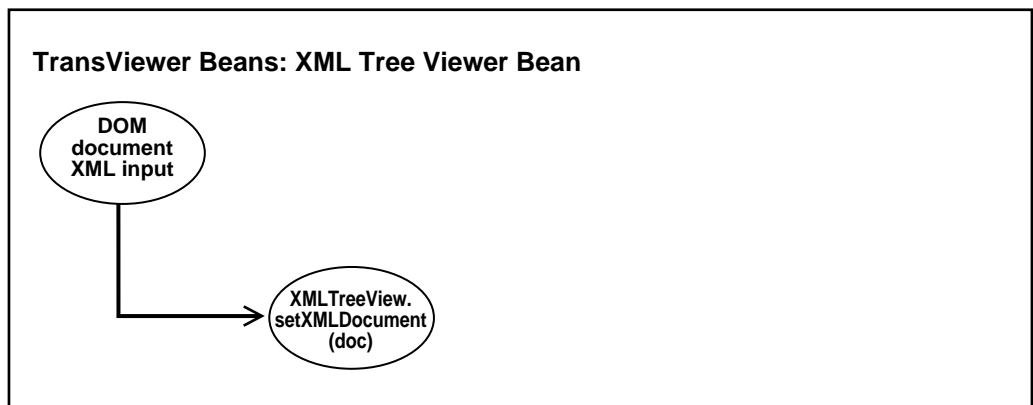 TransViewer Beans: XML Tree Viewer Bean
DOM
document
XML input
XMLTreeView.
setXMLDocument
(doc)